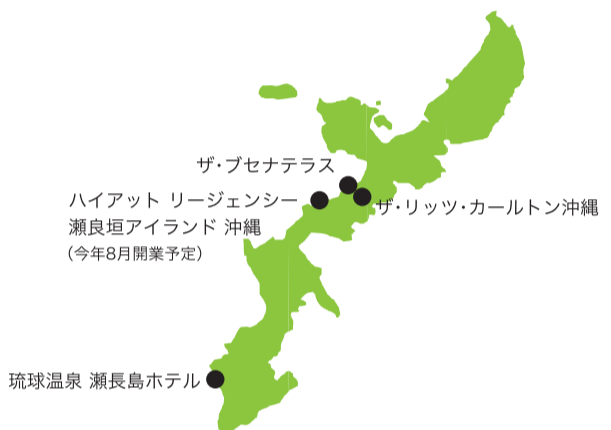 ザ・ブセナテラス
ハイアット リージェンシー
瀬良垣アイランド 沖縄
（今年8月開業予定）
ザ・リッツ・カールトン沖縄
琉球温泉 瀬長島ホテル